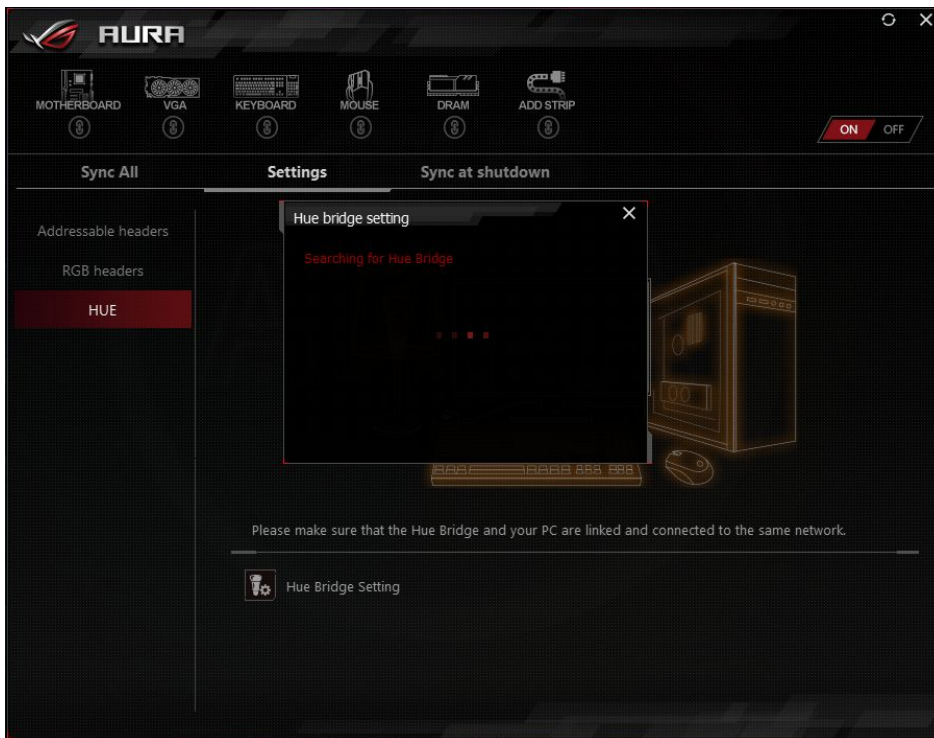 AURA
MOTHERBOARD VGA KEYBOARD MOUSE DRAM ADD STRIP
ON OFF
Sync All Settings Sync at shutdown
Addressable headers
RGB headers
HUE
Hue bridge setting
Searching for Hue Bridge
Please make sure that the Hue Bridge and your PC are linked and connected to the same network.
Hue Bridge Setting